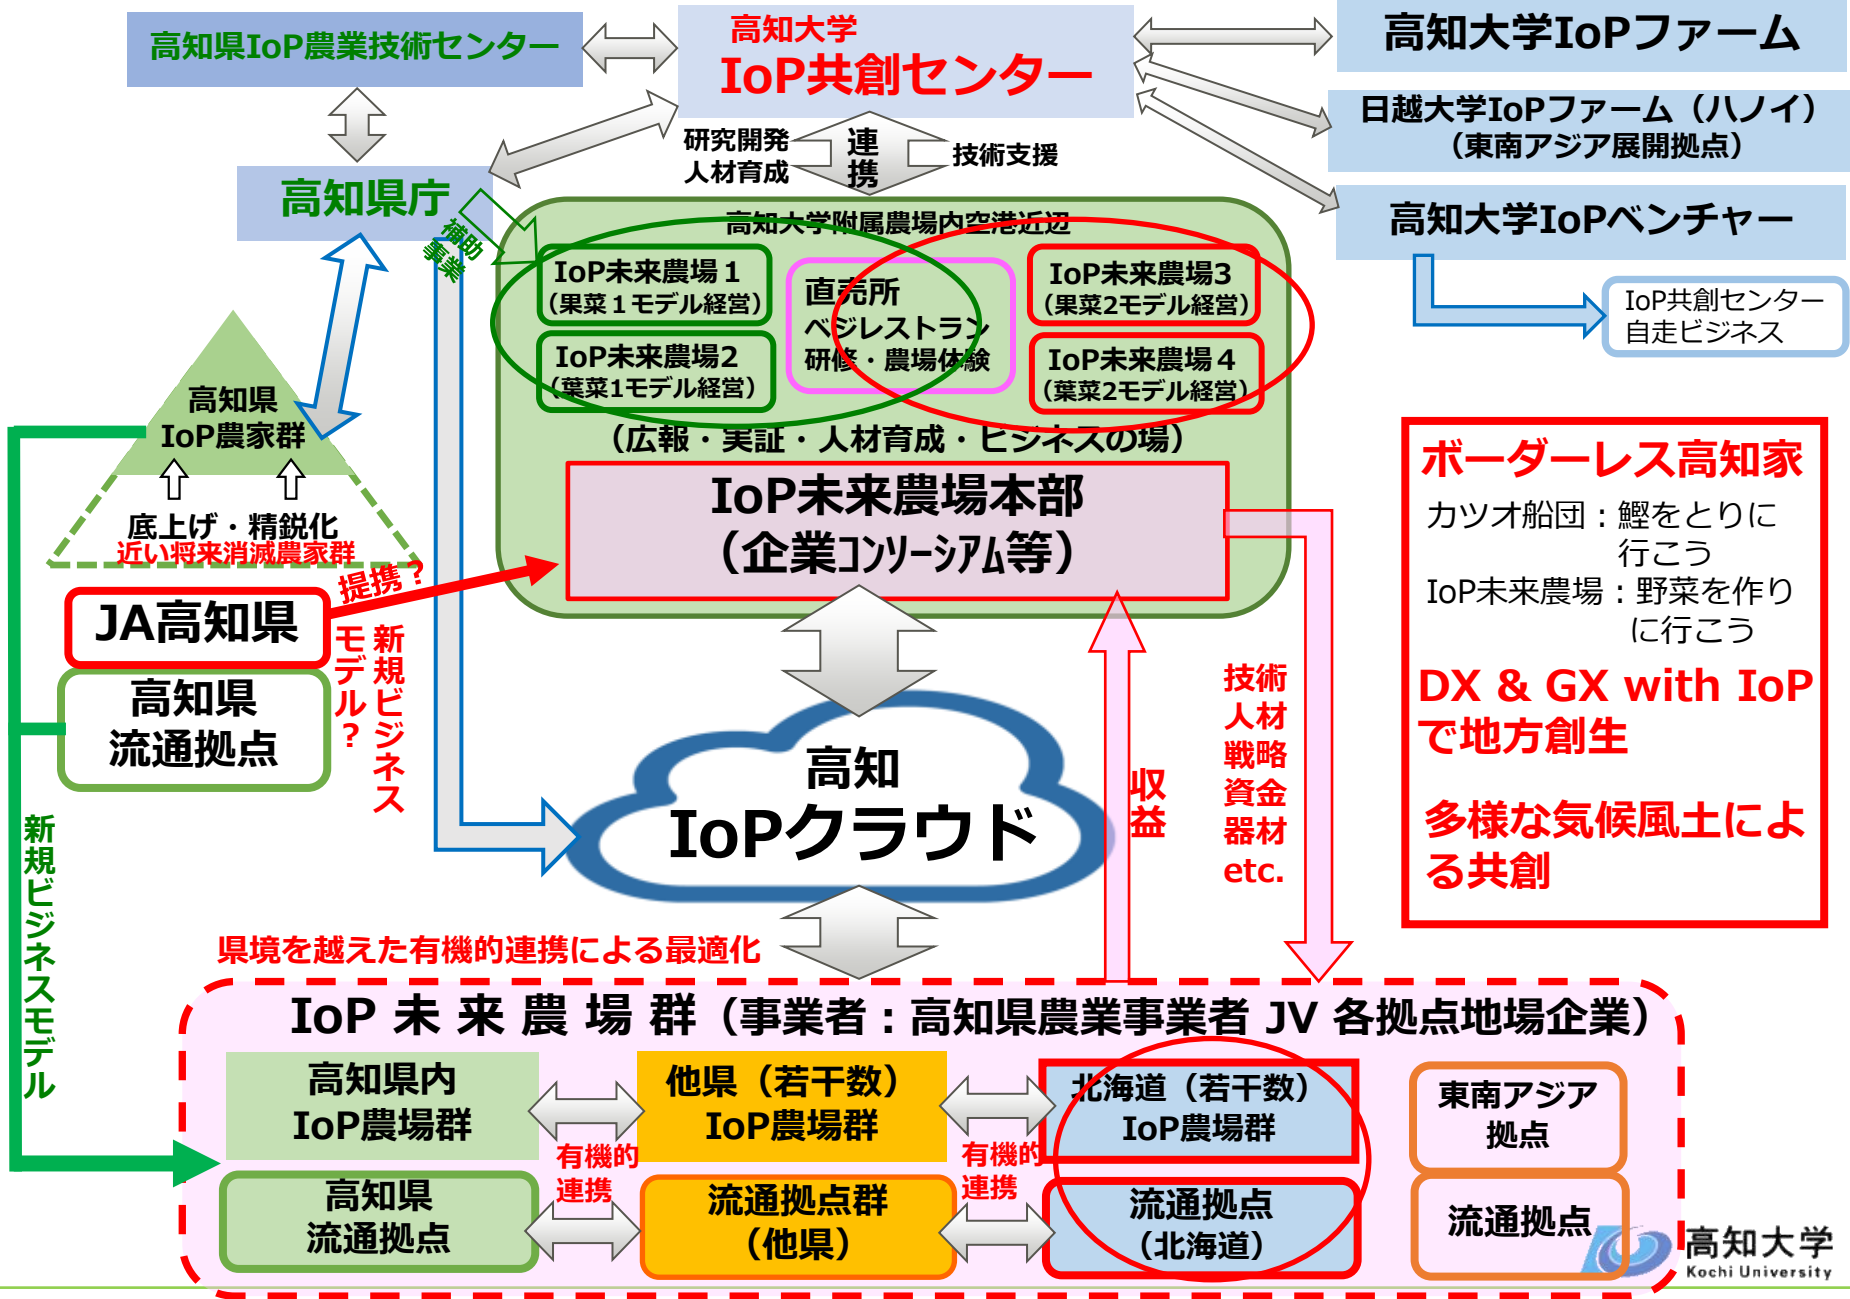 高知県IoP農業技術センター
高知大学
IoP共創センター
高知大学IoPファーム
日越大学IoPファーム（ハノイ）
（東南アジア展開拠点）
高知大学IoPベンチャー
IoP共創センター
自走ビジネス
研究開発
人材育成
連携
技術支援
高知県庁
補助
事業
高知大学附属農場内空港近辺
IoP未来農場１
（果菜１モデル経営）
IoP未来農場2
（葉菜1モデル経営）
直売所
ベジレストラン
研修・農場体験
IoP未来農場3
（果菜2モデル経営）
IoP未来農場４
（葉菜2モデル経営）
（広報・実証・人材育成・ビジネスの場）
IoP未来農場本部
（企業ｺﾝｿｰｼｱﾑ等）
高知県
IoP農家群
底上げ・精鋭化
近い将来消滅農家群
提携？
JA高知県
高知県
流通拠点
新規ビジネス
モデル？
新規ビジネスモデル
高知
IoPクラウド
収益
技術
人材
戦略
資金
器材
etc.
ボーダーレス高知家
カツオ船団：鰹をとりに
行こう
IoP未来農場：野菜を作り
に行こう
DX & GX with IoP
で地方創生
多様な気候風土によ
る共創
県境を越えた有機的連携による最適化
IoP 未 来 農 場 群（事業者：高知県農業事業者 JV 各拠点地場企業）
高知県内
IoP農場群
他県（若干数）
IoP農場群
北海道（若干数）
IoP農場群
東南アジア
拠点
有機的
連携
有機的
連携
高知県
流通拠点
流通拠点群
（他県）
流通拠点
（北海道）
流通拠点
高知大学
Kochi University